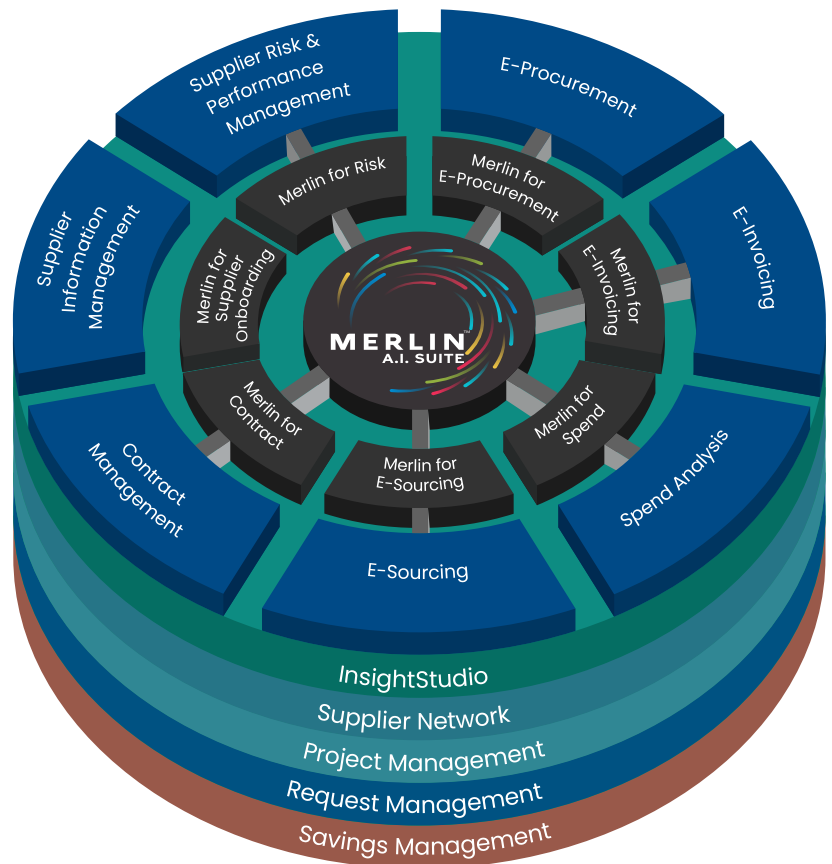 Supplier Risk &
Performance
Management
E-Procurement
Supplier
Information
Management
Merlin for Risk
Merlin for
E-Procurement
E-Invoicing
Merlin for
Supplier
Onboarding
Merlin for
E-Invoicing
MERLIN™
A.I. SUITE
Merlin for
Contract
Merlin for
Spend
Contract
Management
Merlin for
E-Sourcing
Spend Analysis
E-Sourcing
InsightStudio
Supplier Network
Project Management
Request Management
Savings Management